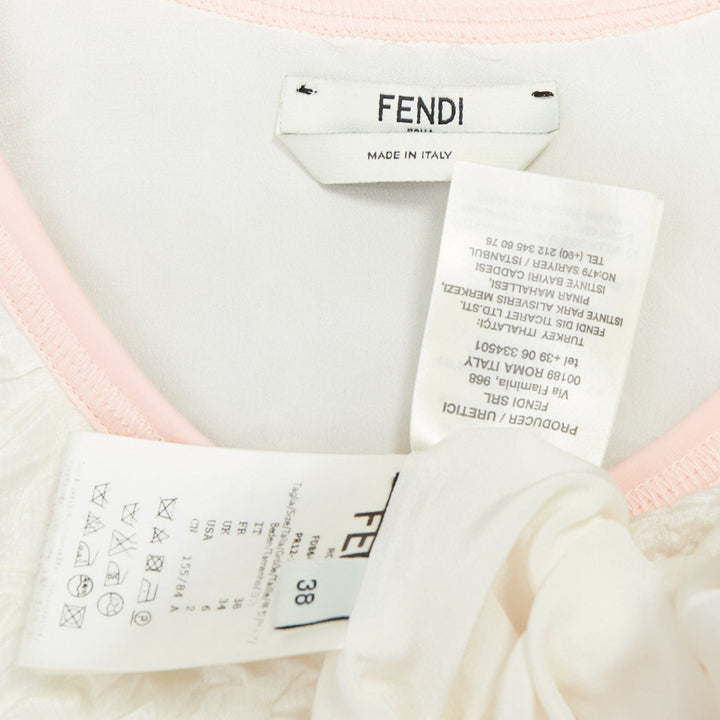 FENDI
ROMA
MADE IN ITALY
PRODUCER / URETICI
FENDI SRL
Via Flaminia, 968
00189 ROMA ITALY
tel +39 06 334501
TURKEY ITHALATÇI:
FENDI DIS TICARET LTD.STI.
ISTINYE PARK ALISVERIS MERKEZI,
PINAR MAHALLESI,
ISTINYE BAYIRI CADDESI
NO:479 SARIYER / ISTANBUL
TEL (+90) 212 345 60 76
FE
38
IT 38
FR 34
UK 6
USA 2
CN 155/84 A